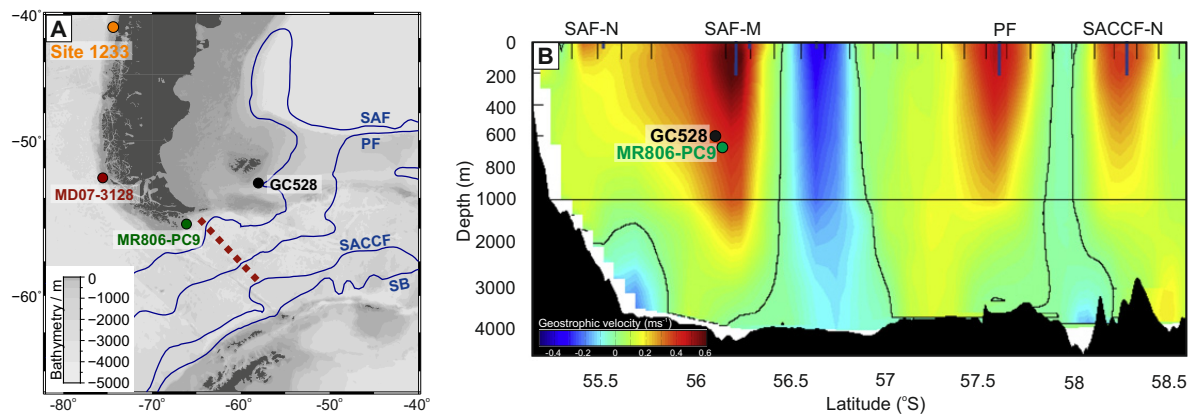 A
−40
−50
−60
−80 −70 −60 −50 −40
Site 1233
MD07-3128
MR806-PC9
GC528
SAF
PF
SACCF
SB
Bathymetry / m
0
−1000
−2000
−3000
−4000
−5000
B
SAF-N SAF-M PF SACCF-N
Depth (m)
0
200
400
600
800
1000
2000
3000
4000
GC528
MR806-PC9
Geostrophic velocity (ms⁻¹)
-0.4 -0.2 0 0.2 0.4 0.6
55.5 56 56.5 57 57.5 58 58.5
Latitude (°S)